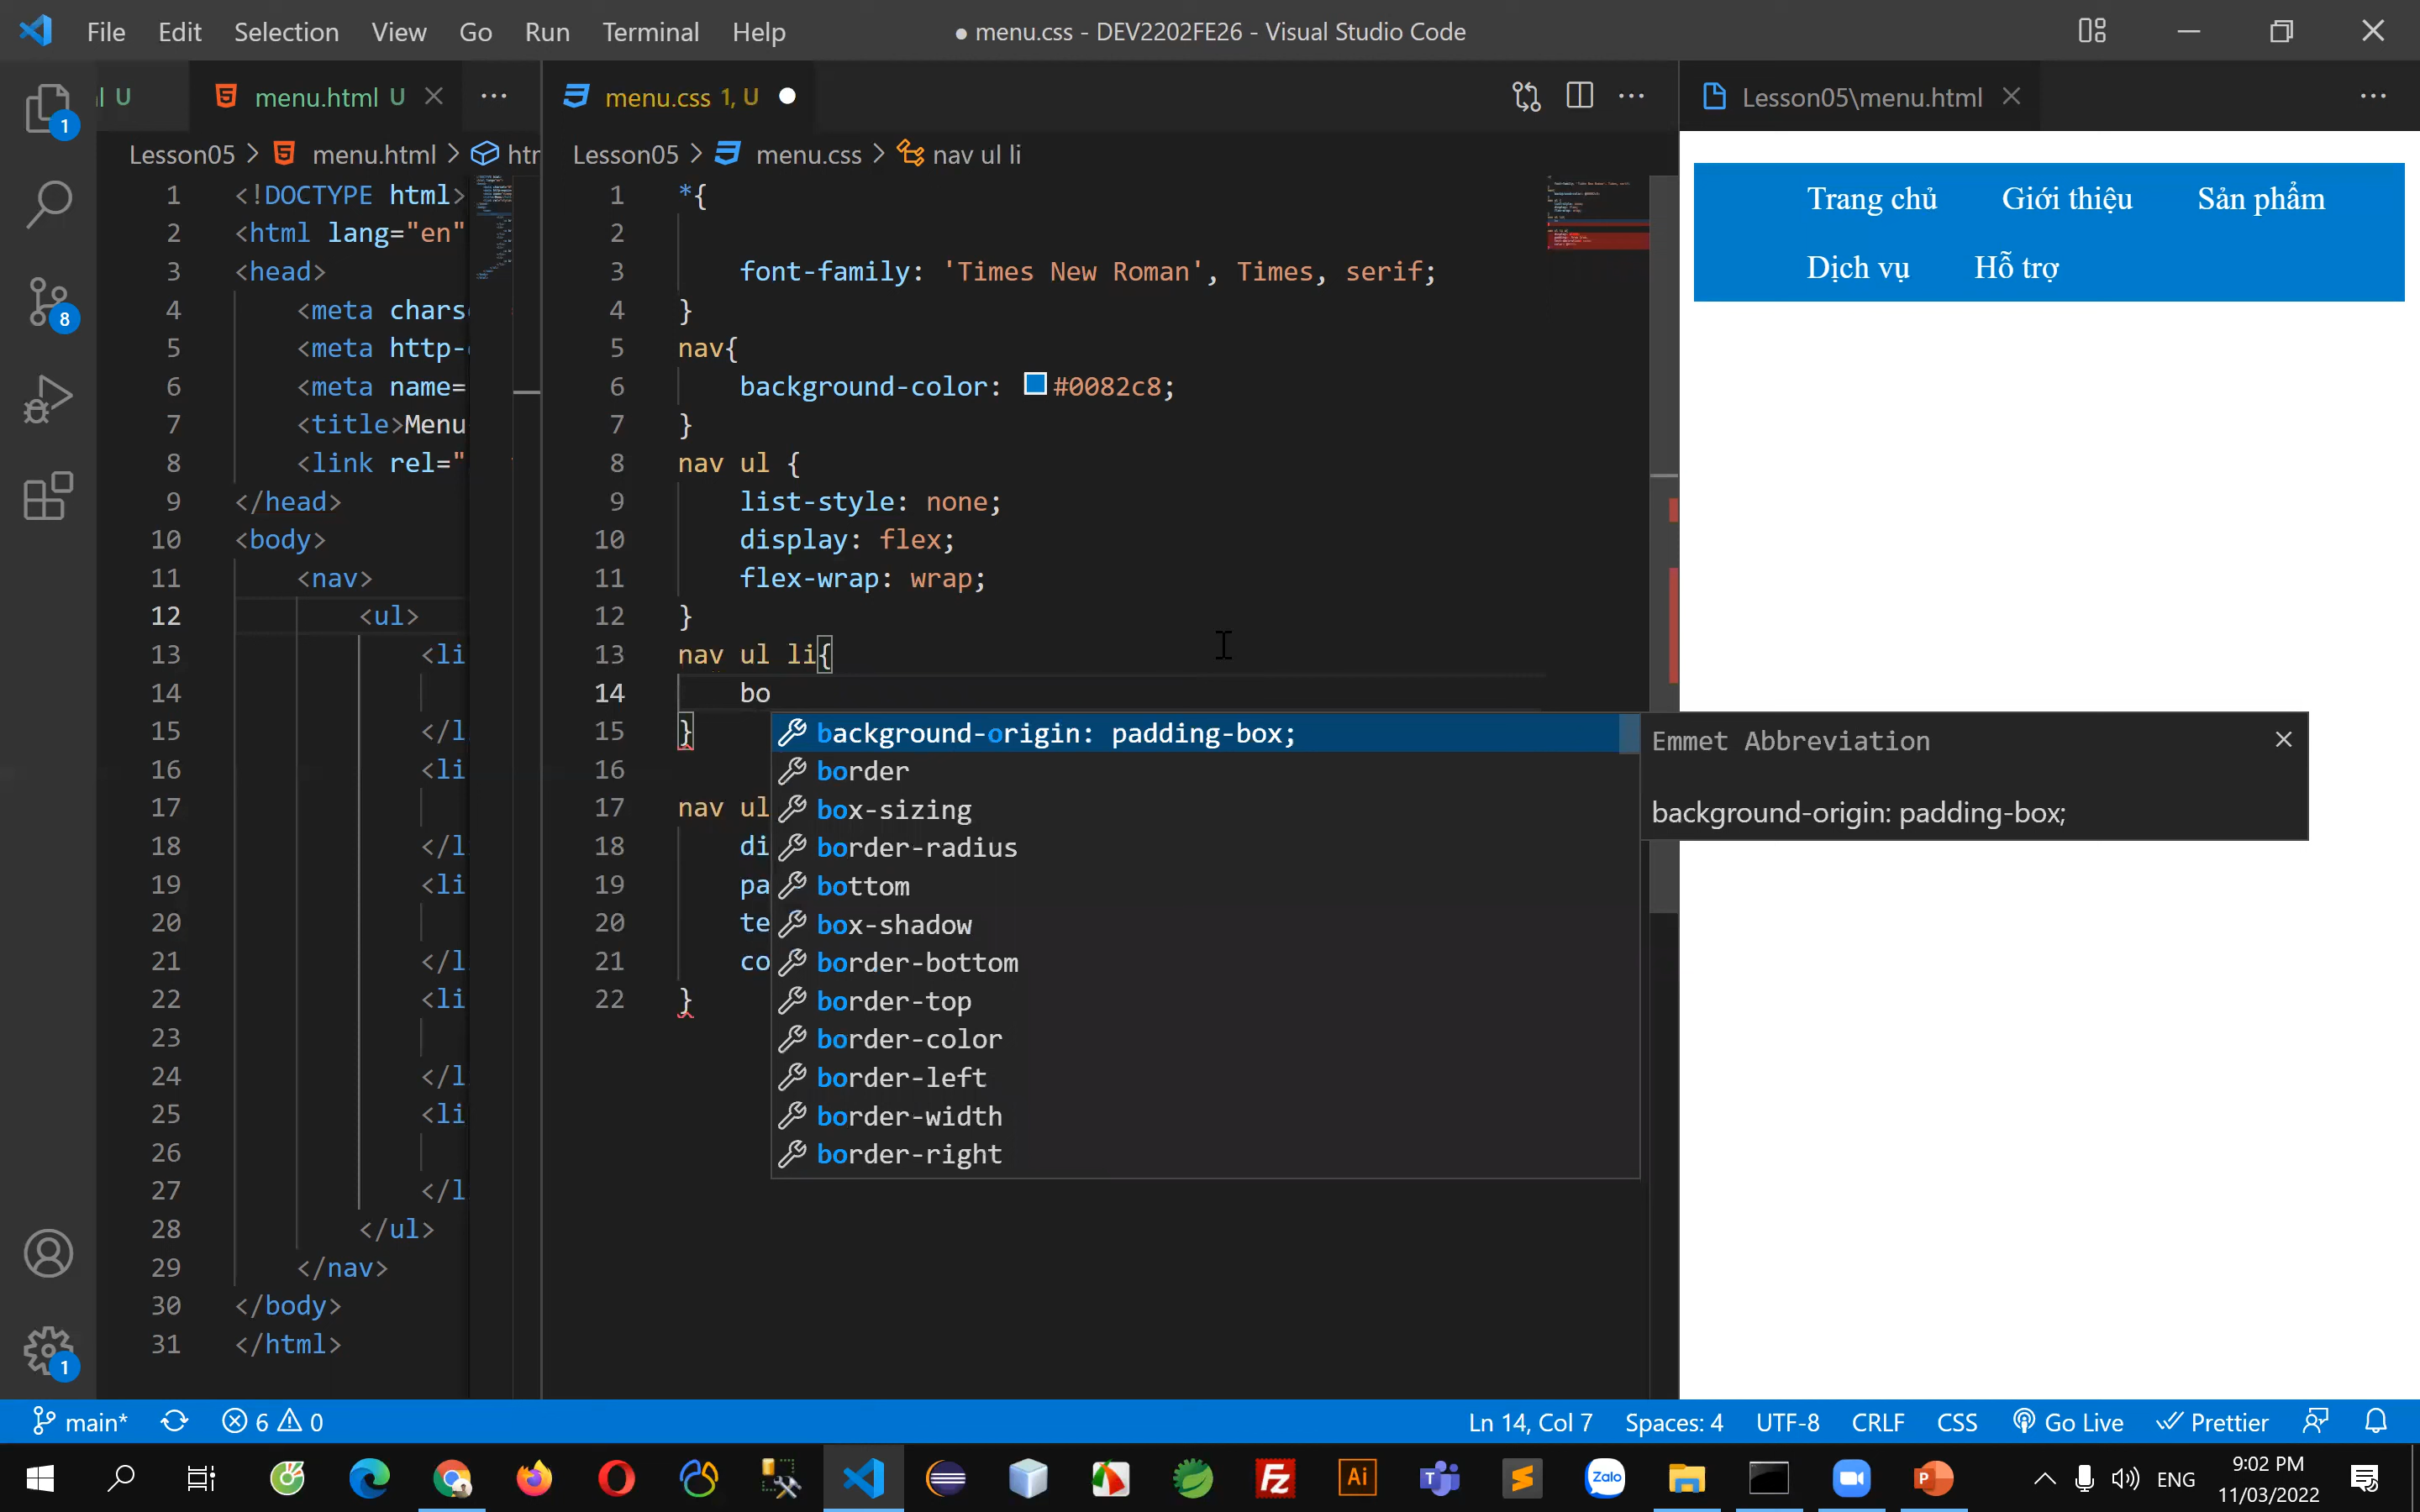 File Edit Selection View Go Run Terminal Help
● menu.css - DEV2202FE26 - Visual Studio Code
U
menu.html U
menu.css 1, U
Lesson05\menu.html
Lesson05 > menu.html >
Lesson05 > menu.css > nav ul li
1 <!DOCTYPE html>
2 <html lang="en"
3 <head>
4 <meta chars
5 <meta http-
6 <meta name=
7 <title>Menu
8 <link rel="
9 </head>
10 <body>
11 <nav>
12 <ul>
13 <li
14
15 </l
16 <li
17
18 </l
19 <li
20
21 </l
22 <li
23
24 </l
25 <li
26
27 </l
28 </ul>
29 </nav>
30 </body>
31 </html>
1 *{
2
3 font-family: 'Times New Roman', Times, serif;
4 }
5 nav{
6 background-color: #0082c8;
7 }
8 nav ul {
9 list-style: none;
10 display: flex;
11 flex-wrap: wrap;
12 }
13 nav ul li{
14 bo
15 }
16
17 nav ul
18 di
19 pa
20 te
21 co
22 }
background-origin: padding-box;
border
box-sizing
border-radius
bottom
box-shadow
border-bottom
border-top
border-color
border-left
border-width
border-right
Emmet Abbreviation
background-origin: padding-box;
Trang chủ Giới thiệu Sản phẩm
Dịch vụ Hỗ trợ
1
8
1
main* 6 0
Ln 14, Col 7 Spaces: 4 UTF-8 CRLF CSS Go Live Prettier
Fz Ai T S Zalo P
ENG
9:02 PM
11/03/2022